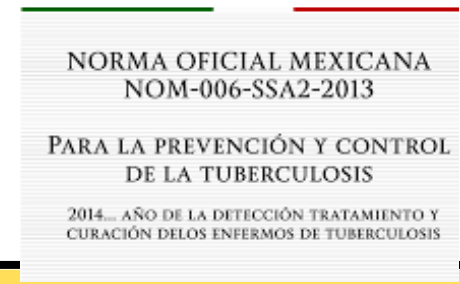 NORMA OFICIAL MEXICANA
NOM-006-SSA2-2013
PARA LA PREVENCIÓN Y CONTROL
DE LA TUBERCULOSIS
2014... AÑO DE LA DETECCIÓN TRATAMIENTO Y
CURACIÓN DELOS ENFERMOS DE TUBERCULOSIS